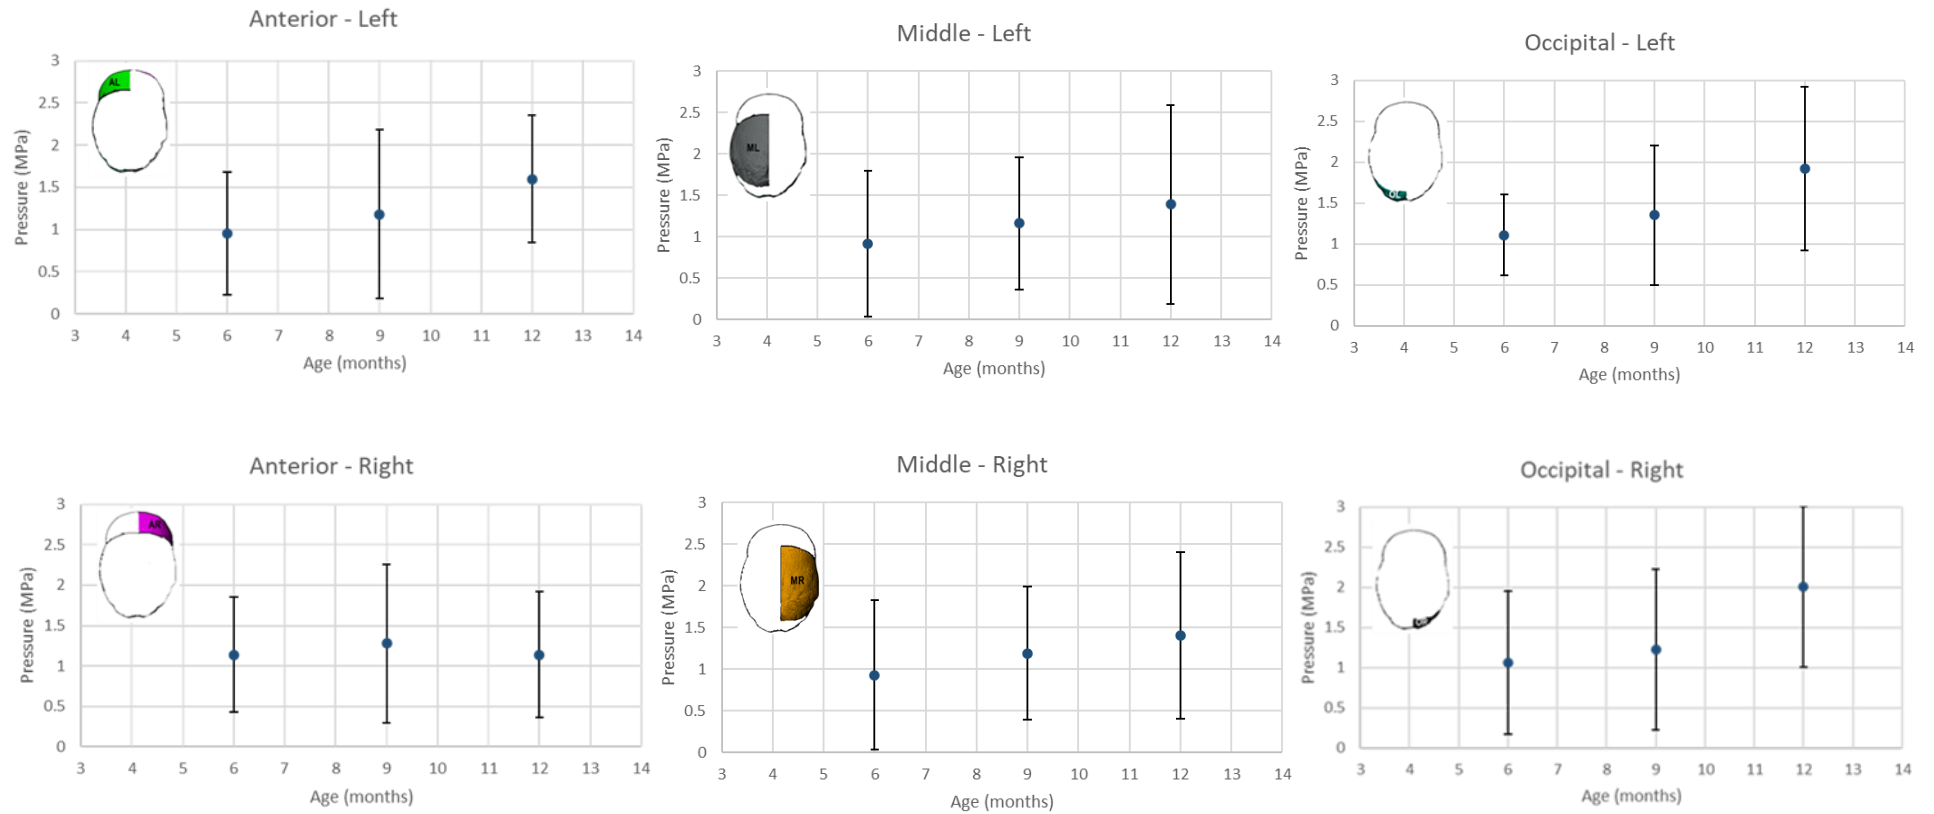 Anterior - Left
Pressure (MPa)
3
2.5
2
1.5
1
0.5
0
AL
3 4 5 6 7 8 9 10 11 12 13 14
Age (months)
Middle - Left
Pressure (MPa)
3
2.5
2
1.5
1
0.5
0
ML
3 4 5 6 7 8 9 10 11 12 13 14
Age (months)
Occipital - Left
Pressure (MPa)
3
2.5
2
1.5
1
0.5
0
OL
3 4 5 6 7 8 9 10 11 12 13 14
Age (months)
Anterior - Right
Pressure (MPa)
3
2.5
2
1.5
1
0.5
0
AR
3 4 5 6 7 8 9 10 11 12 13 14
Age (months)
Middle - Right
Pressure (MPa)
3
2.5
2
1.5
1
0.5
0
MR
3 4 5 6 7 8 9 10 11 12 13 14
Age (months)
Occipital - Right
Pressure (MPa)
3
2.5
2
1.5
1
0.5
0
3 4 5 6 7 8 9 10 11 12 13 14
Age (months)